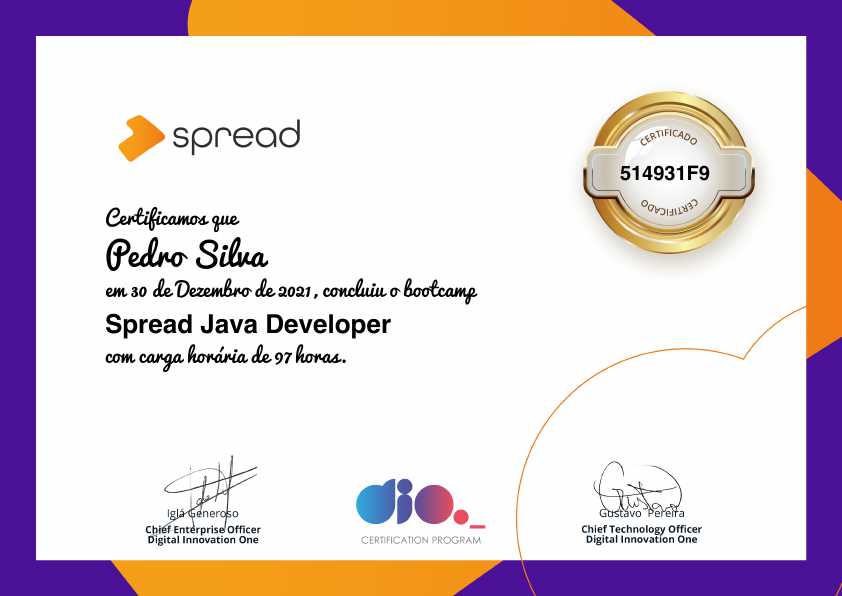 spread
CERTIFICADO
514931F9
CERTIFICADO
Certificamos que
Pedro Silva
em 30 de Dezembro de 2021, concluiu o bootcamp
Spread Java Developer
com carga horária de 97 horas.
Iglá Generoso
Chief Enterprise Officer
Digital Innovation One
dio._
CERTIFICATION PROGRAM
Gustavo Pereira
Chief Technology Officer
Digital Innovation One